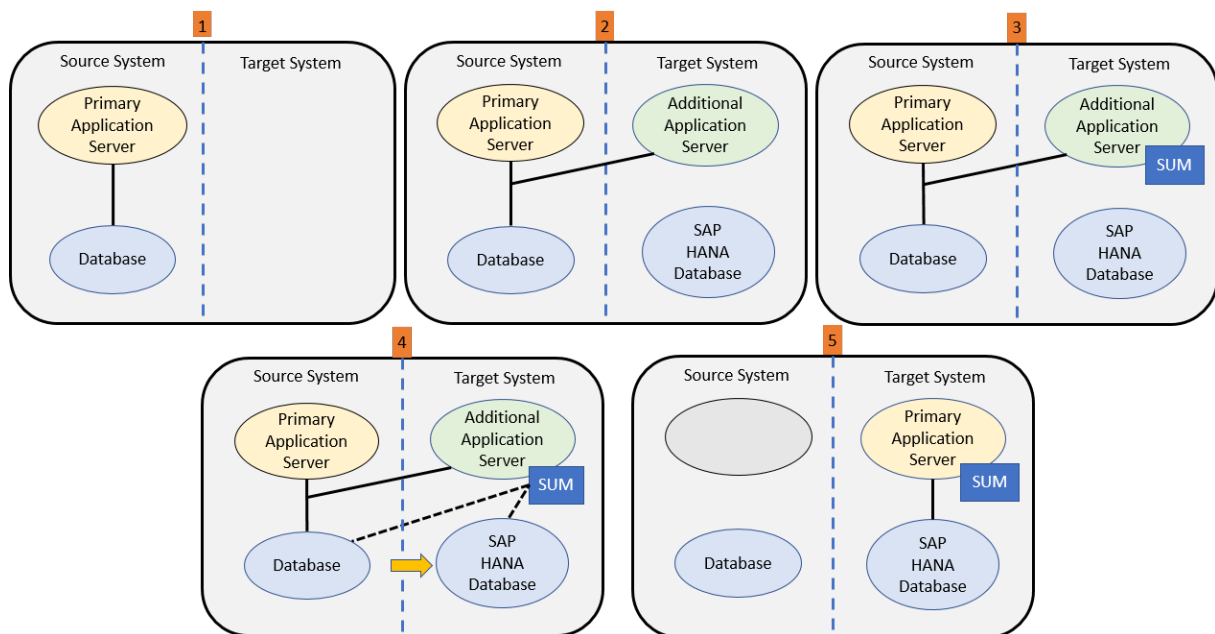 1
Source System
Target System
Primary
Application
Server
Database
2
Source System
Target System
Primary
Application
Server
Additional
Application
Server
Database
SAP
HANA
Database
3
Source System
Target System
Primary
Application
Server
Additional
Application
Server
SUM
Database
SAP
HANA
Database
4
Source System
Target System
Primary
Application
Server
Additional
Application
Server
SUM
Database
SAP
HANA
Database
5
Source System
Target System
Primary
Application
Server
SUM
Database
SAP
HANA
Database